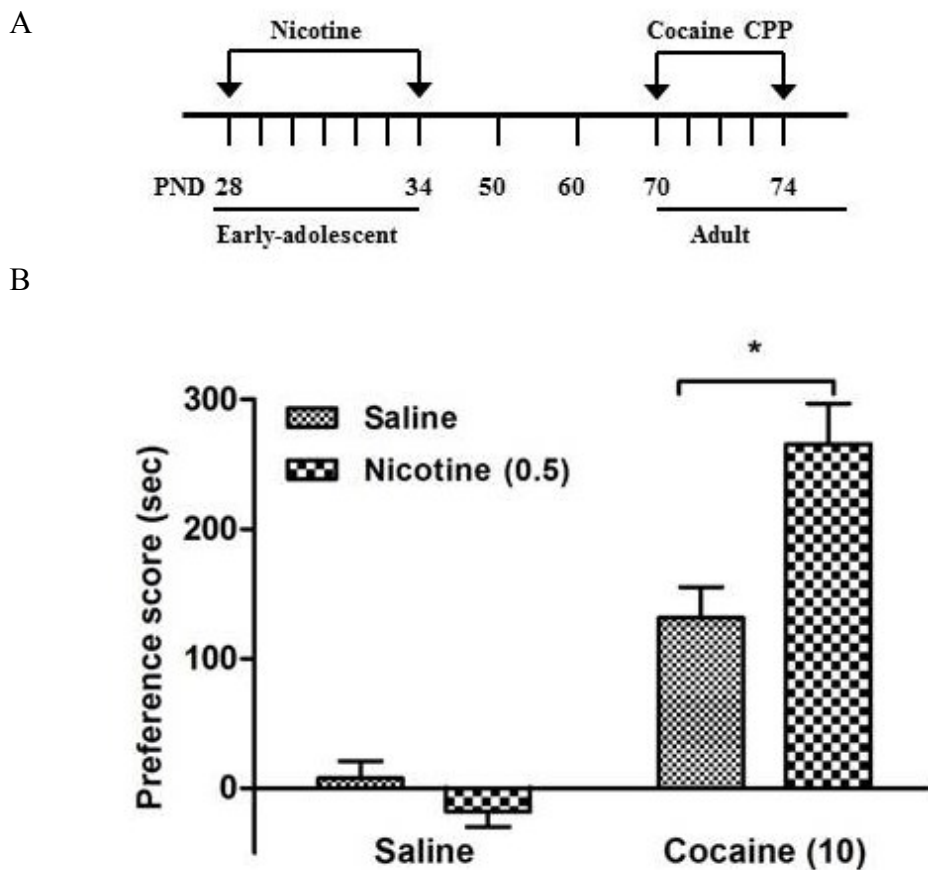 A
Nicotine
Cocaine CPP
PND 28 34 50 60 70 74
Early-adolescent
Adult
B
*
300
Saline
Nicotine (0.5)
200
100
0
Preference score (sec)
Saline
Cocaine (10)